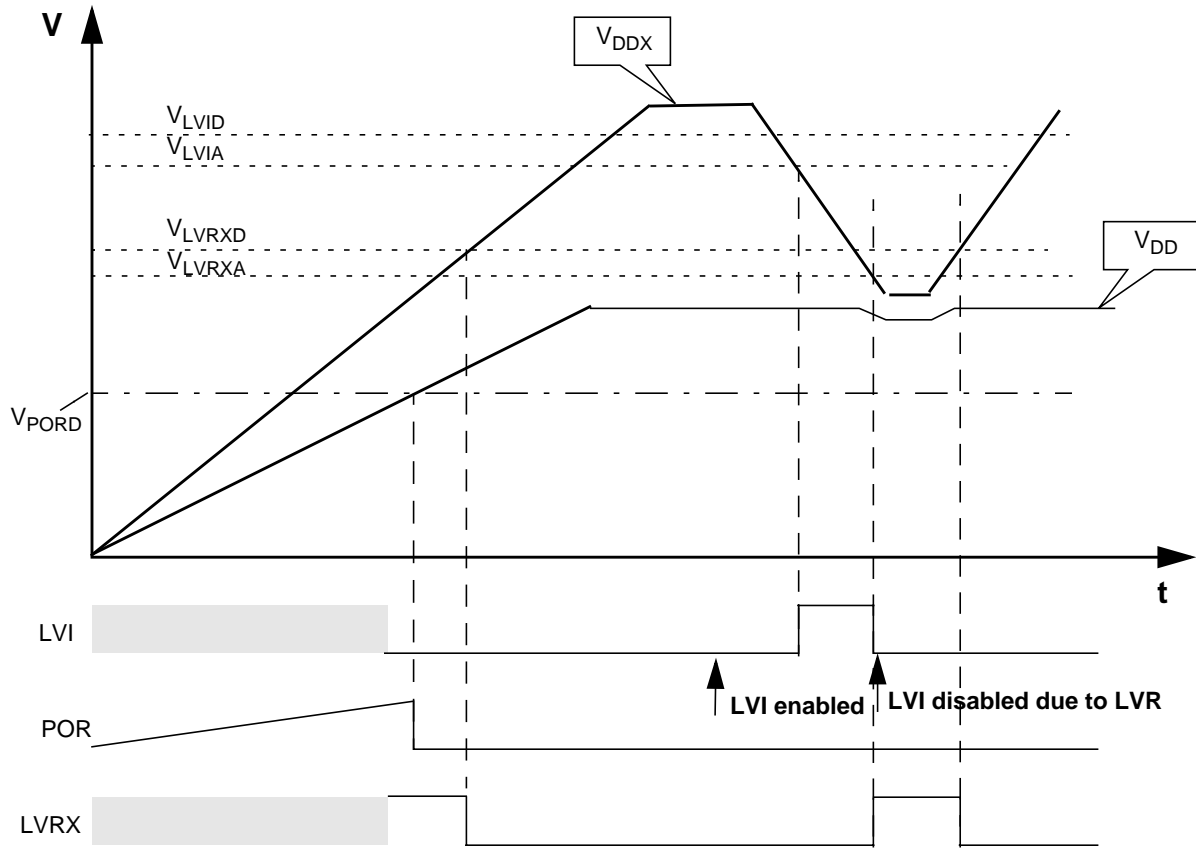 V
VDDX
VLVID
VLVIA
VLVRXD
VLVRXA
VDD
VPORD
t
LVI
LVI enabled
LVI disabled due to LVR
POR
LVRX